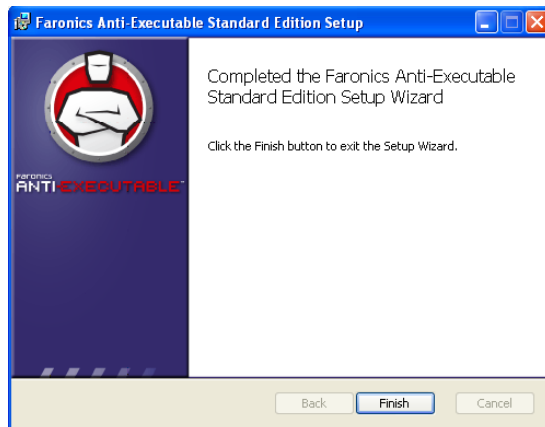 Faronics Anti-Executable Standard Edition Setup
Completed the Faronics Anti-Executable
Standard Edition Setup Wizard
Click the Finish button to exit the Setup Wizard.
FARONICS
ANTI-EXECUTABLE™
Back
Finish
Cancel